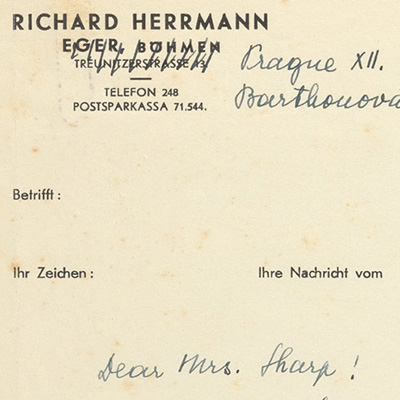 RICHARD HERRMANN
EGER, BÖHMEN
TREUNITZERSTRASSE 13
TELEFON 248
POSTSPARKASSA 71.544.
Prague XII.
Barthonova
Betrifft:
Ihr Zeichen:
Ihre Nachricht vom
Dear Mrs. Sharp!